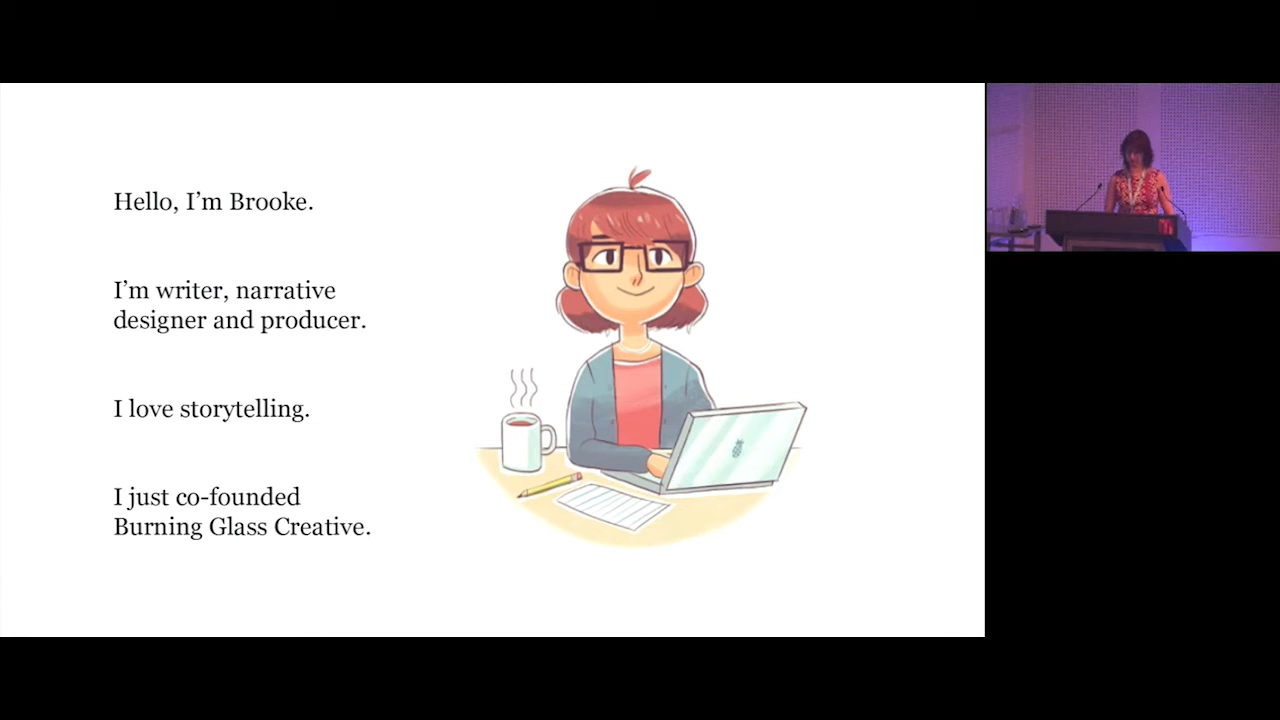 Hello, I’m Brooke.
I’m writer, narrative
designer and producer.
I love storytelling.
I just co-founded
Burning Glass Creative.